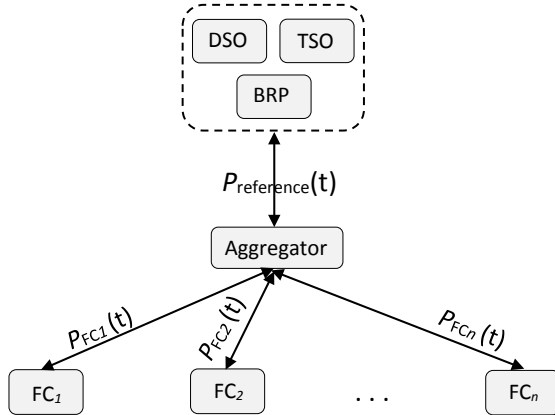 DSO TSO
BRP
Preference(t)
Aggregator
PFC1(t) PFC2(t) PFCn(t)
FC1 FC2 . . . FCn